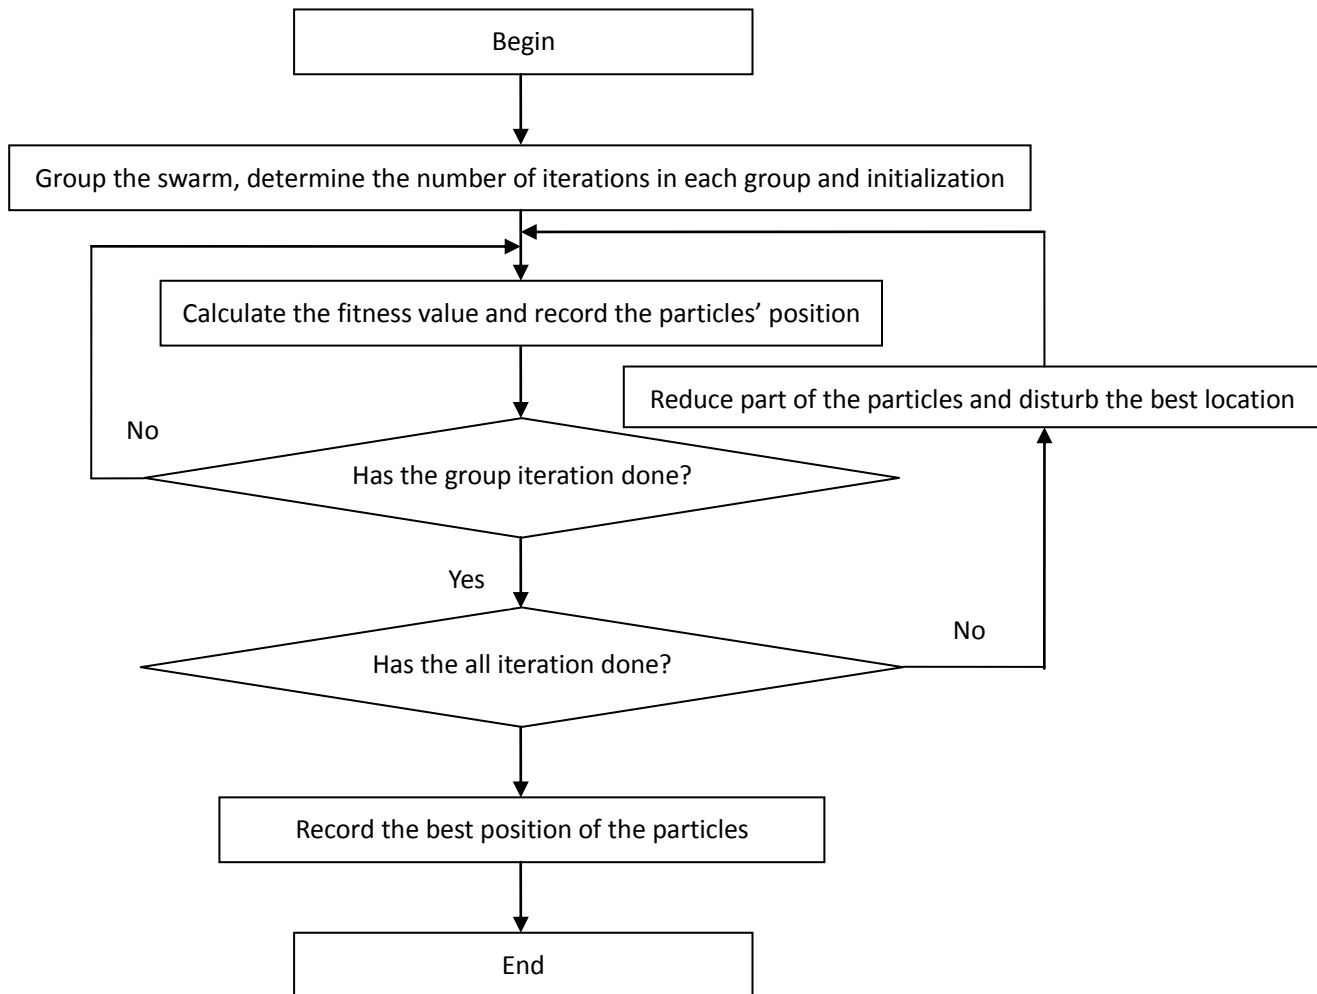 Begin
Group the swarm, determine the number of iterations in each group and initialization
Calculate the fitness value and record the particles’ position
Reduce part of the particles and disturb the best location
No
Has the group iteration done?
Yes
No
Has the all iteration done?
Record the best position of the particles
End